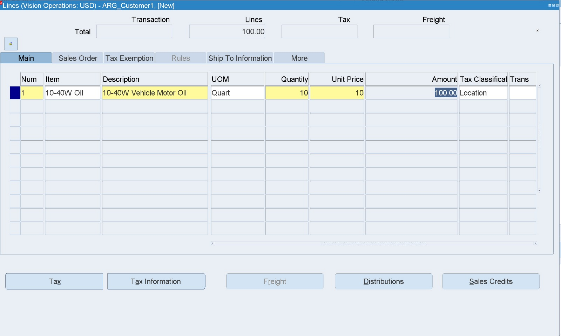 Lines (Vision Operations: USD) - ARG_Customer1 [New]
Transaction Lines Tax Freight
Total 100.00
Main Sales Order Tax Exemption Rules Ship To Information More
Num Item Description UOM Quantity Unit Price Amount Tax Classificat Trans
1 10-40W Oil 10-40W Vehicle Motor Oil Quart 10 10 100.00 Location
Tax Tax Information Freight Distributions Sales Credits